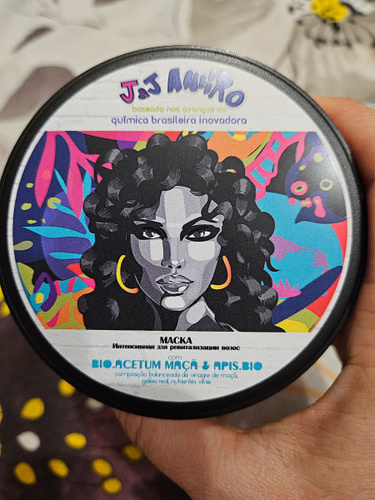 J&J ANEIRO
baseada nos avanços na
química brasileira inovadora
МАСКА
Интенсивная для ревитализации волос
com
BIO.ACETUM MAÇÃ & APIS.BIO
composição balanceada de vinagre de maçã,
geleia real, nutrientes vitais